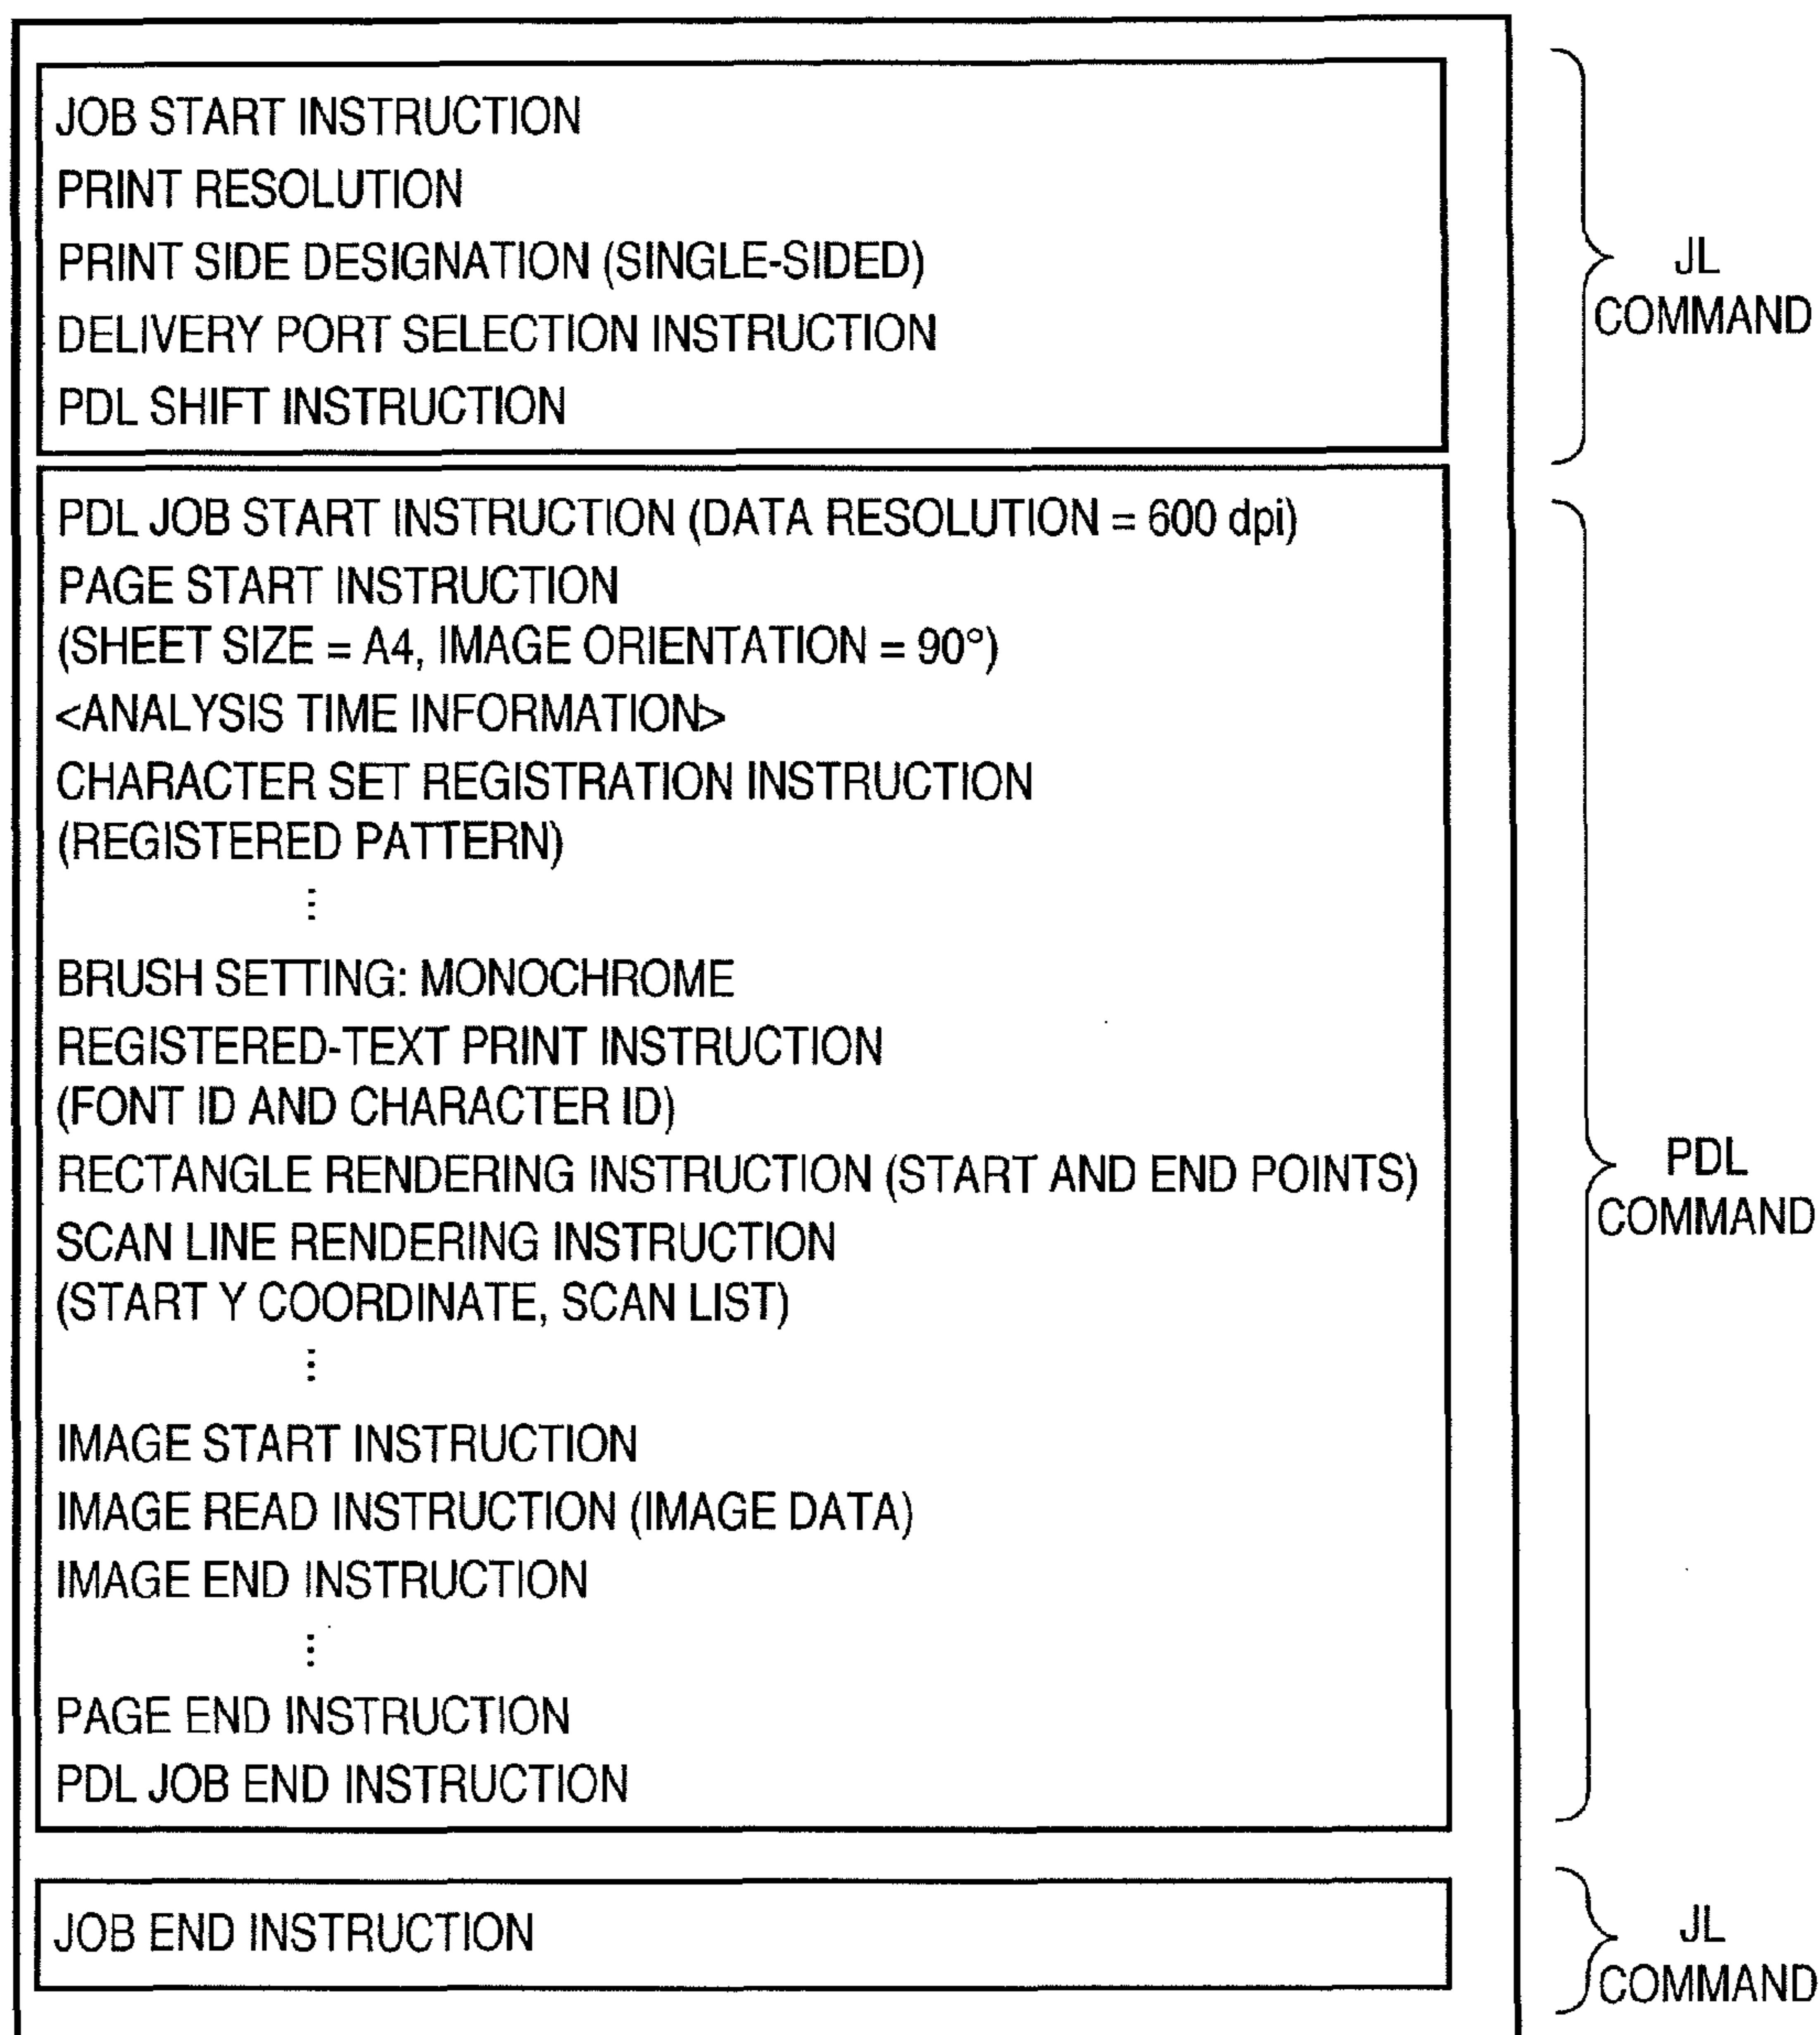 JOB START INSTRUCTION
PRINT RESOLUTION
PRINT SIDE DESIGNATION (SINGLE-SIDED)
DELIVERY PORT SELECTION INSTRUCTION
PDL SHIFT INSTRUCTION
JL
COMMAND
PDL JOB START INSTRUCTION (DATA RESOLUTION = 600 dpi)
PAGE START INSTRUCTION
(SHEET SIZE = A4, IMAGE ORIENTATION = 90°)
<ANALYSIS TIME INFORMATION>
CHARACTER SET REGISTRATION INSTRUCTION
(REGISTERED PATTERN)
⋮
BRUSH SETTING: MONOCHROME
REGISTERED-TEXT PRINT INSTRUCTION
(FONT ID AND CHARACTER ID)
RECTANGLE RENDERING INSTRUCTION (START AND END POINTS)
SCAN LINE RENDERING INSTRUCTION
(START Y COORDINATE, SCAN LIST)
⋮
IMAGE START INSTRUCTION
IMAGE READ INSTRUCTION (IMAGE DATA)
IMAGE END INSTRUCTION
⋮
PAGE END INSTRUCTION
PDL JOB END INSTRUCTION
PDL
COMMAND
JOB END INSTRUCTION
JL
COMMAND